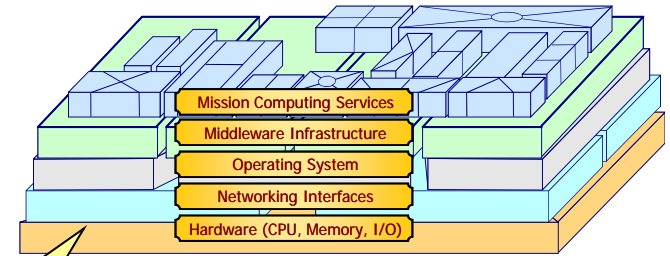 Mission Computing Services
Middleware Infrastructure
Operating System
Networking Interfaces
Hardware (CPU, Memory, I/O)